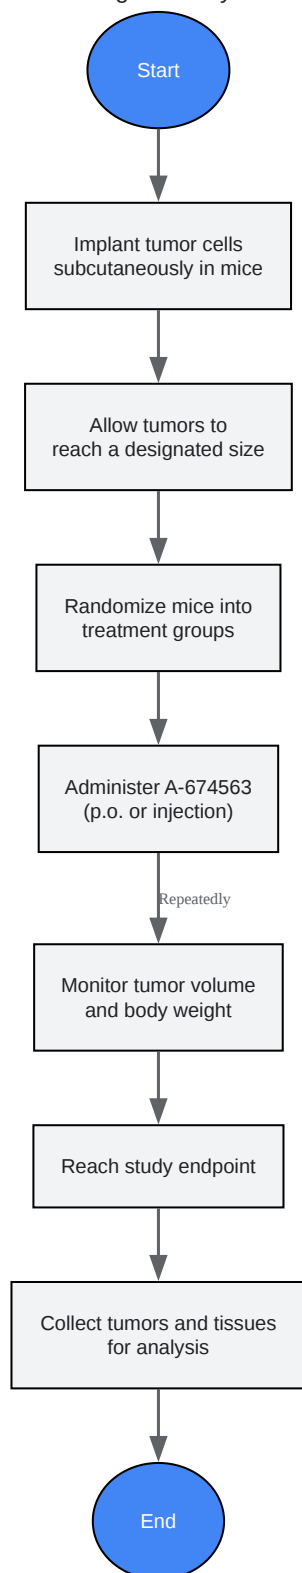 Start
Implant tumor cells
subcutaneously in mice
Allow tumors to
reach a designated size
Randomize mice into
treatment groups
Administer A-674563
(p.o. or injection)
Repeatedly
Monitor tumor volume
and body weight
Reach study endpoint
Collect tumors and tissues
for analysis
End